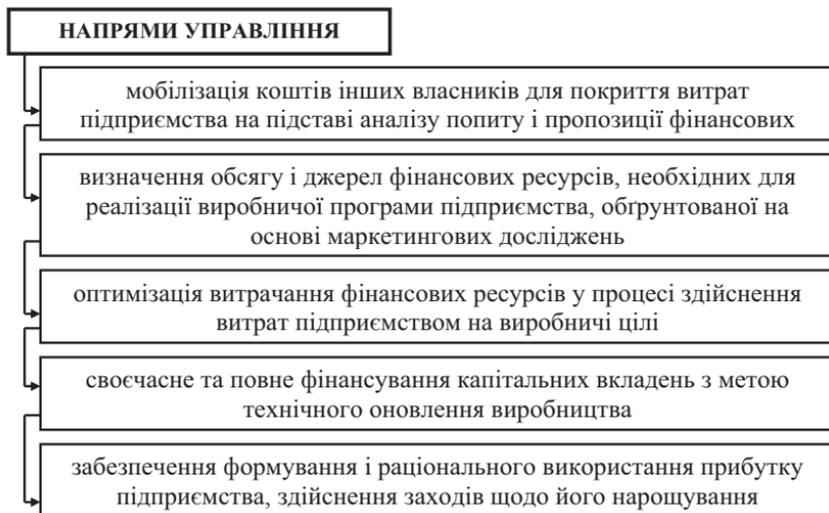 НАПРЯМИ УПРАВЛІННЯ
мобілізація коштів інших власників для покриття витрат
підприємства на підставі аналізу попиту і пропозиції фінансових
визначення обсягу і джерел фінансових ресурсів, необхідних для
реалізації виробничої програми підприємства, обґрунтованої на
основі маркетингових досліджень
оптимізація витрачання фінансових ресурсів у процесі здійснення
витрат підприємством на виробничі цілі
своєчасне та повне фінансування капітальних вкладень з метою
технічного оновлення виробництва
забезпечення формування і раціонального використання прибутку
підприємства, здійснення заходів щодо його нарощування